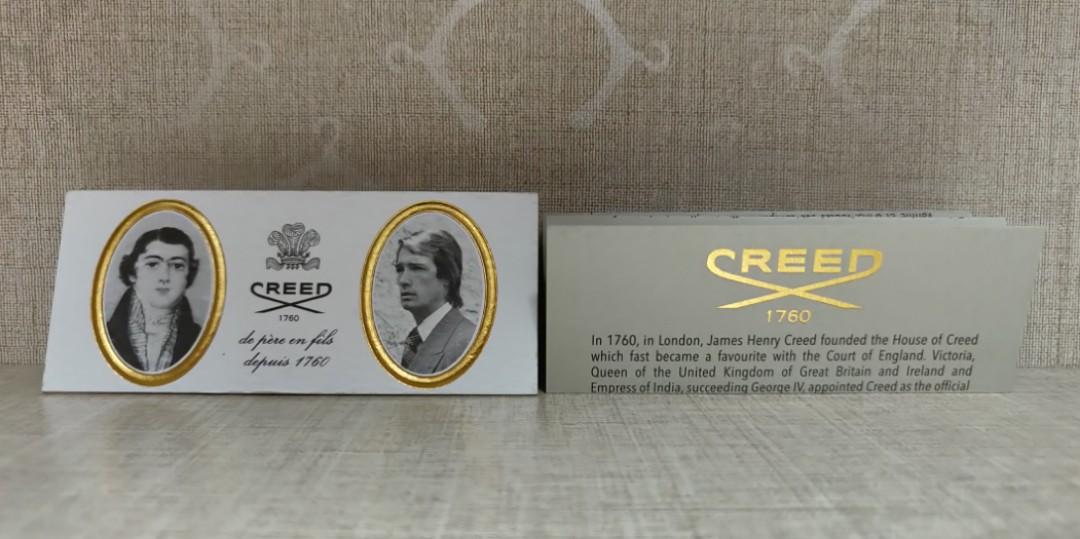 CREED
1760
de père en fils
depuis 1760
CREED
1760
In 1760, in London, James Henry Creed founded the House of Creed
which fast became a favourite with the Court of England. Victoria,
Queen of the United Kingdom of Great Britain and Ireland and
Empress of India, succeeding George IV, appointed Creed as the official